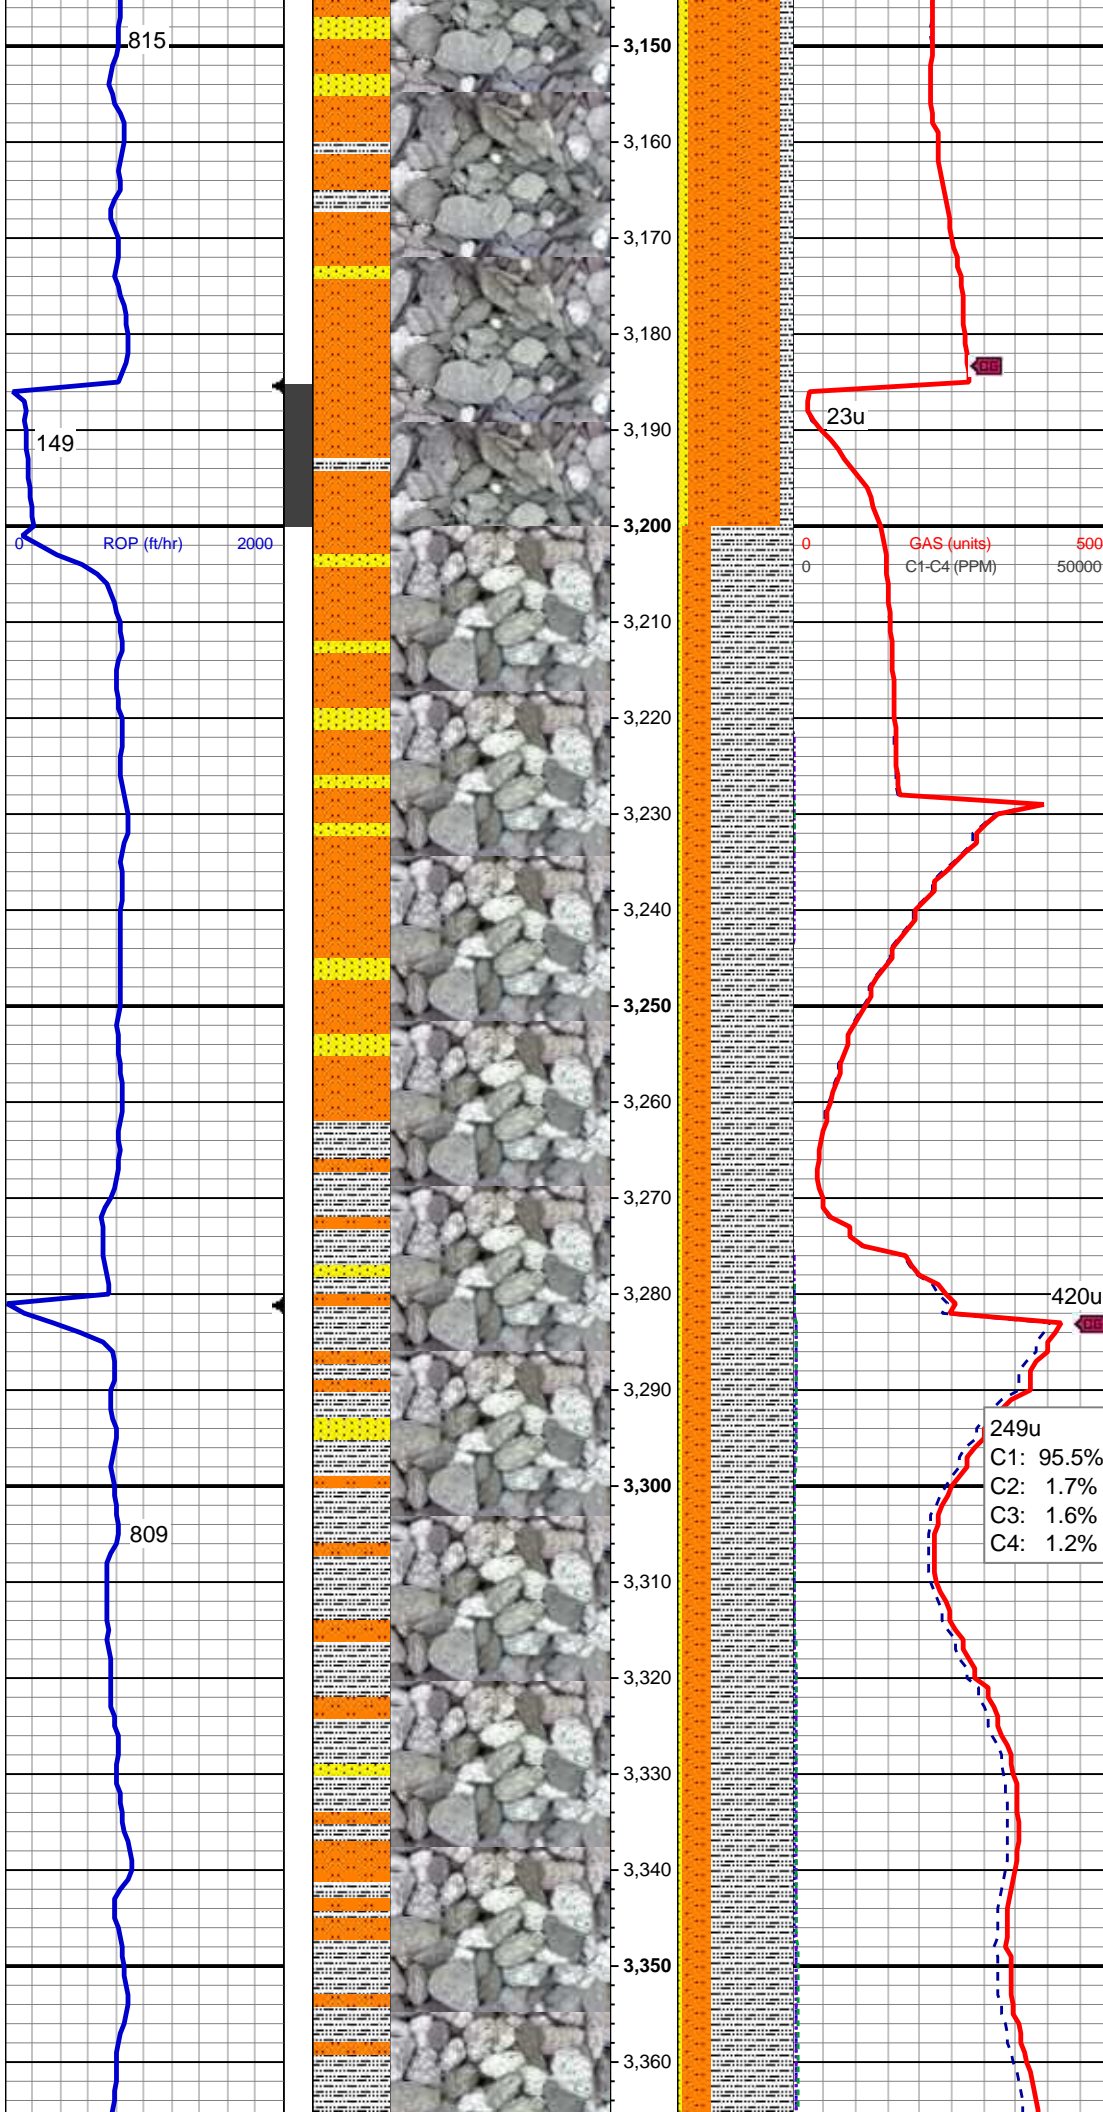 815
3,150
3,160
3,170
3,180
CG
23u
149
3,190
3,200
0 ROP (ft/hr) 2000
0 GAS (units) 500
0 C1-C4 (PPM) 50000
3,210
3,220
3,230
3,240
3,250
3,260
3,270
3,280
420u
CG
3,290
249u
C1: 95.5%
C2: 1.7%
C3: 1.6%
C4: 1.2%
3,300
809
3,310
3,320
3,330
3,340
3,350
3,360